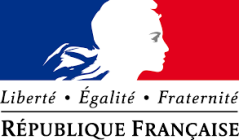 Liberté • Égalité • Fraternité
RÉPUBLIQUE FRANÇAISE